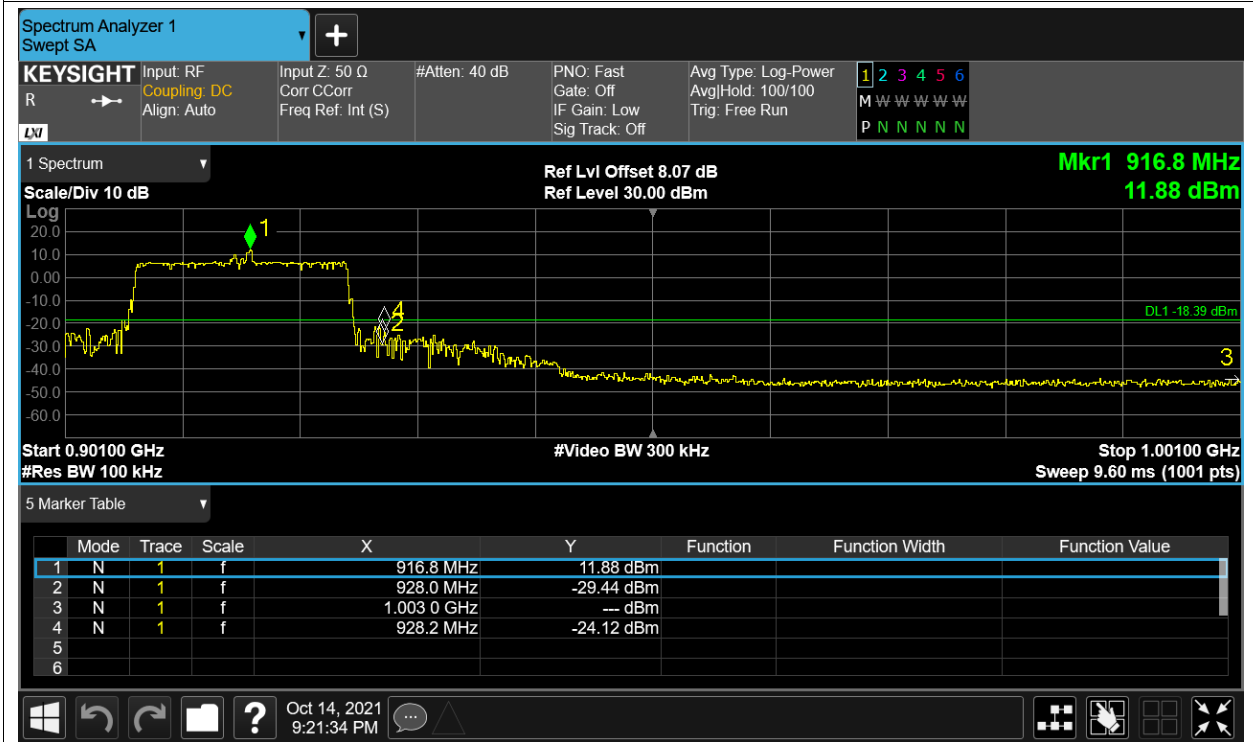 Spectrum Analyzer 1
Swept SA
+
KEYSIGHT
R
LXI
Input: RF
Coupling: DC
Align: Auto
Input Z: 50 Ω
Corr CCorr
Freq Ref: Int (S)
#Atten: 40 dB
PNO: Fast
Gate: Off
IF Gain: Low
Sig Track: Off
Avg Type: Log-Power
Avg|Hold: 100/100
Trig: Free Run
1 2 3 4 5 6
M W W W W W
P N N N N N
1 Spectrum
Scale/Div 10 dB
Ref Lvl Offset 8.07 dB
Ref Level 30.00 dBm
Mkr1 916.8 MHz
11.88 dBm
Log
20.0
10.0
0.00
-10.0
-20.0
-30.0
-40.0
-50.0
-60.0
1
4
2
DL1 -18.39 dBm
3
Start 0.90100 GHz
#Video BW 300 kHz
Stop 1.00100 GHz
#Res BW 100 kHz
Sweep 9.60 ms (1001 pts)
5 Marker Table
Mode Trace Scale X Y Function Function Width Function Value
1 N 1 f 916.8 MHz 11.88 dBm
2 N 1 f 928.0 MHz -29.44 dBm
3 N 1 f 1.003 0 GHz --- dBm
4 N 1 f 928.2 MHz -24.12 dBm
5
6
?
Oct 14, 2021
9:21:34 PM